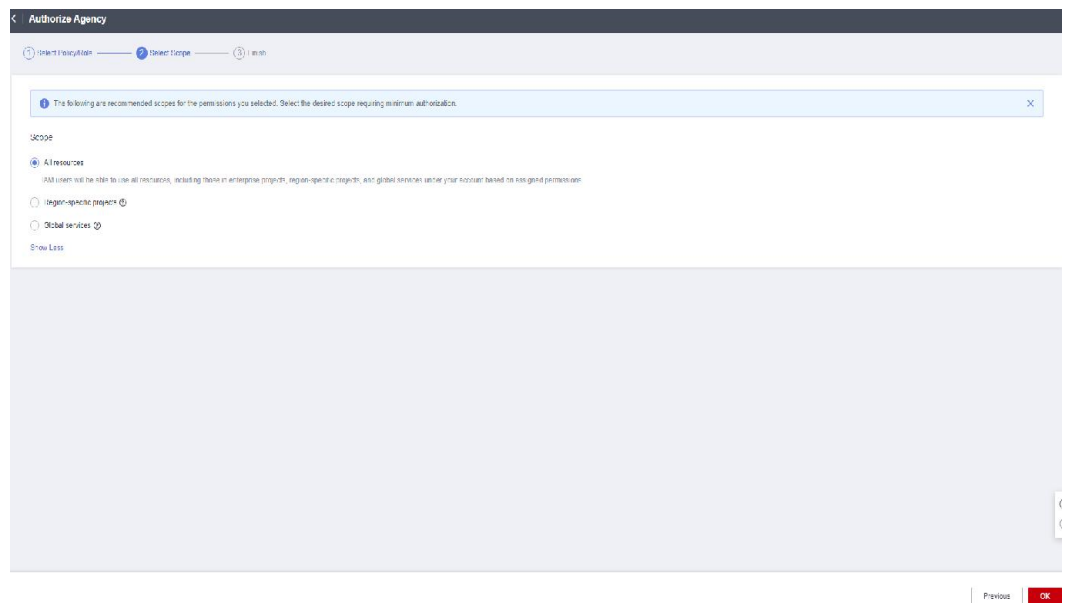 Authorize Agency
1 Select Policy/Role 2 Select Scope 3 Finish
The following are recommended scopes for the permissions you selected. Select the desired scope requiring minimum authorization.
Scope
All resources
IAM users will be able to use all resources, including those in enterprise projects, region-specific projects, and global services under your account based on assigned permissions.
Region-specific projects
Global services
Show Less
Previous OK